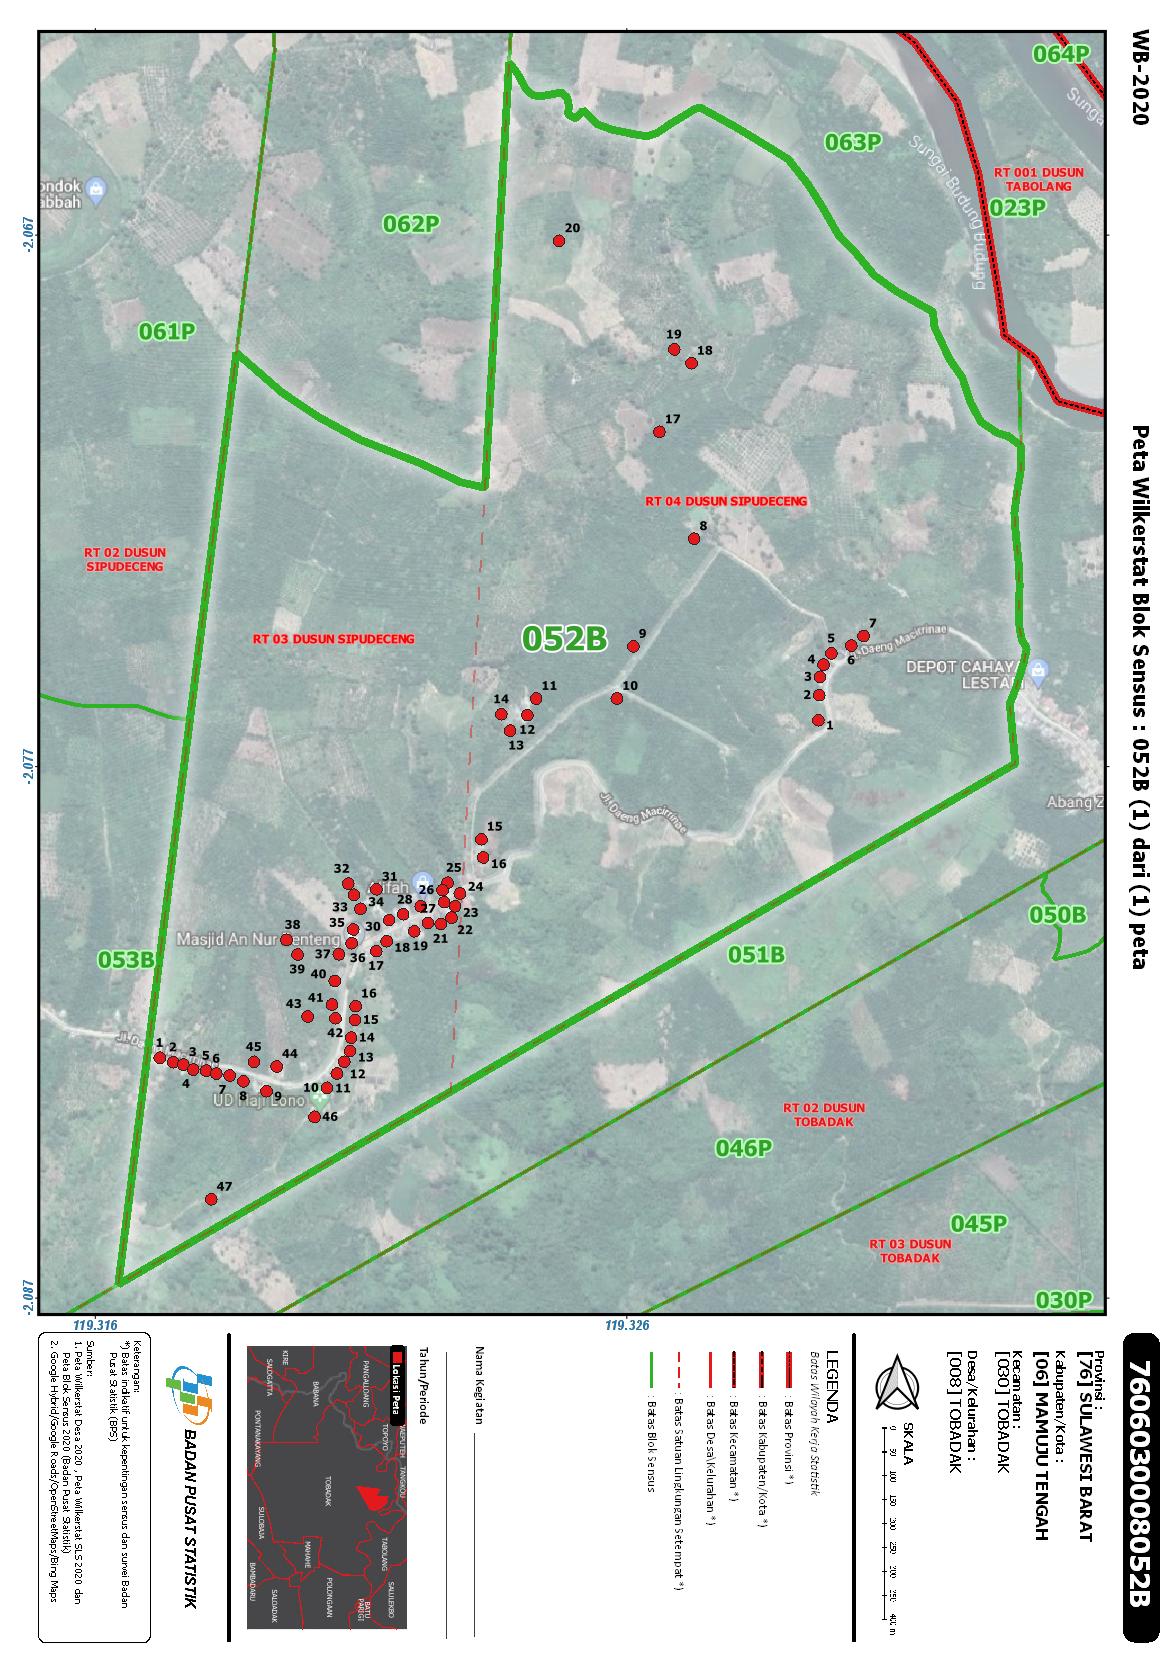 WB-2020
Peta Wilkerstat Blok Sensus : 052B (1) dari (1) peta
064P
063P
Sungai Budung Budung
RT 001 DUSUN
TABOLANG
023P
062P
061P
-2.067
20
19
18
17
RT 04 DUSUN SIPUDECENG
8
RT 02 DUSUN
SIPUDECENG
RT 03 DUSUN SIPUDECENG
052B
9
7
6
5
4
3
2
1
DEPOT CAHAYA
14
11
12
13
10
-2.077
Jl. Daeng Macirinnae
15
16
32
31
25
26
24
33
34
28
27
23
22
21
19
18
17
30
35
36
37
38
39
40
Masjid An Nur
053B
051B
050B
43
41
42
16
15
14
13
12
11
10
1
2
3
4
5
6
7
8
9
45
44
46
UD Haji Lono
47
RT 02 DUSUN
TOBADAK
046P
045P
RT 03 DUSUN
TOBADAK
030P
-2.087
119.316
119.326
7606030008052B
Provinsi :
[76] SULAWESI BARAT
Kabupaten/Kota :
[06] MAMUJU TENGAH
Kecamatan :
[030] TOBADAK
Desa/Kelurahan :
[008] TOBADAK
SKALA
0 50 100 150 200 250 300 350 400 m
LEGENDA
Batas Wilayah Kerja Statistik
: Batas Provinsi *)
: Batas Kabupaten/Kota *)
: Batas Kecamatan *)
: Batas Desa\Kelurahan *)
: Batas Satuan Lingkungan Setempat *)
: Batas Blok Sensus
Nama Kegiatan
Tahun/Periode
Lokasi Peta
KIRE
SALOGATTA
BABANA
PANGALLOANG
TOPOYO
WAEPUTEH
TANGKOU
PONTANAKAYANG
TOBADAK
SULOBAJA
MAHAHE
TABOLANG
SALULEKBO
BATU
PARIGI
POLONGAAN
SALOADAK
BAMBADARU
BADAN PUSAT STATISTIK
Keterangan:
*) Batas indikatif untuk kepentingan sensus dan survei Badan
Pusat Statistik (BPS)
Sumber:
1. Peta Wilkerstat Desa 2020 , Peta Wilkerstat SLS 2020 dan
Peta Blok Sensus 2020 (Badan Pusat Statistik)
2. Google Hybrid/Google Roads/OpenStreetMaps/Bing Maps